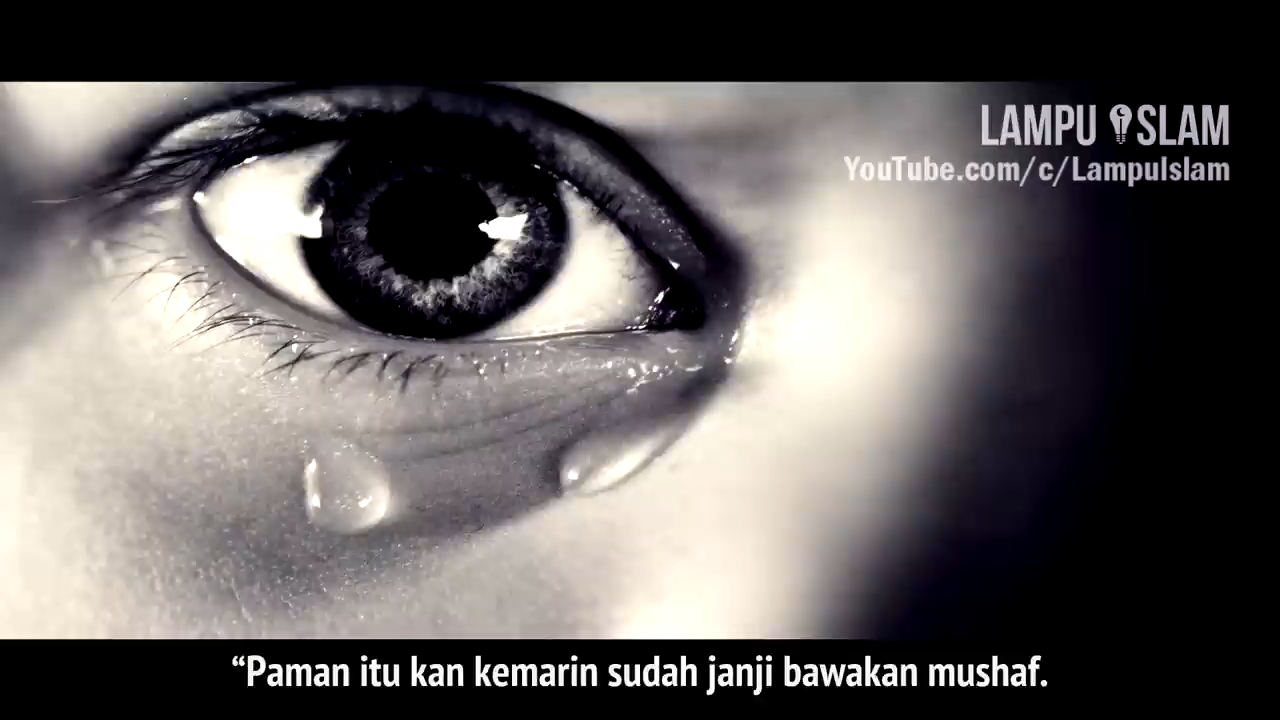 LAMPU ISLAM
YouTube.com/c/LampuIslam
“Paman itu kan kemarin sudah janji bawakan mushaf.